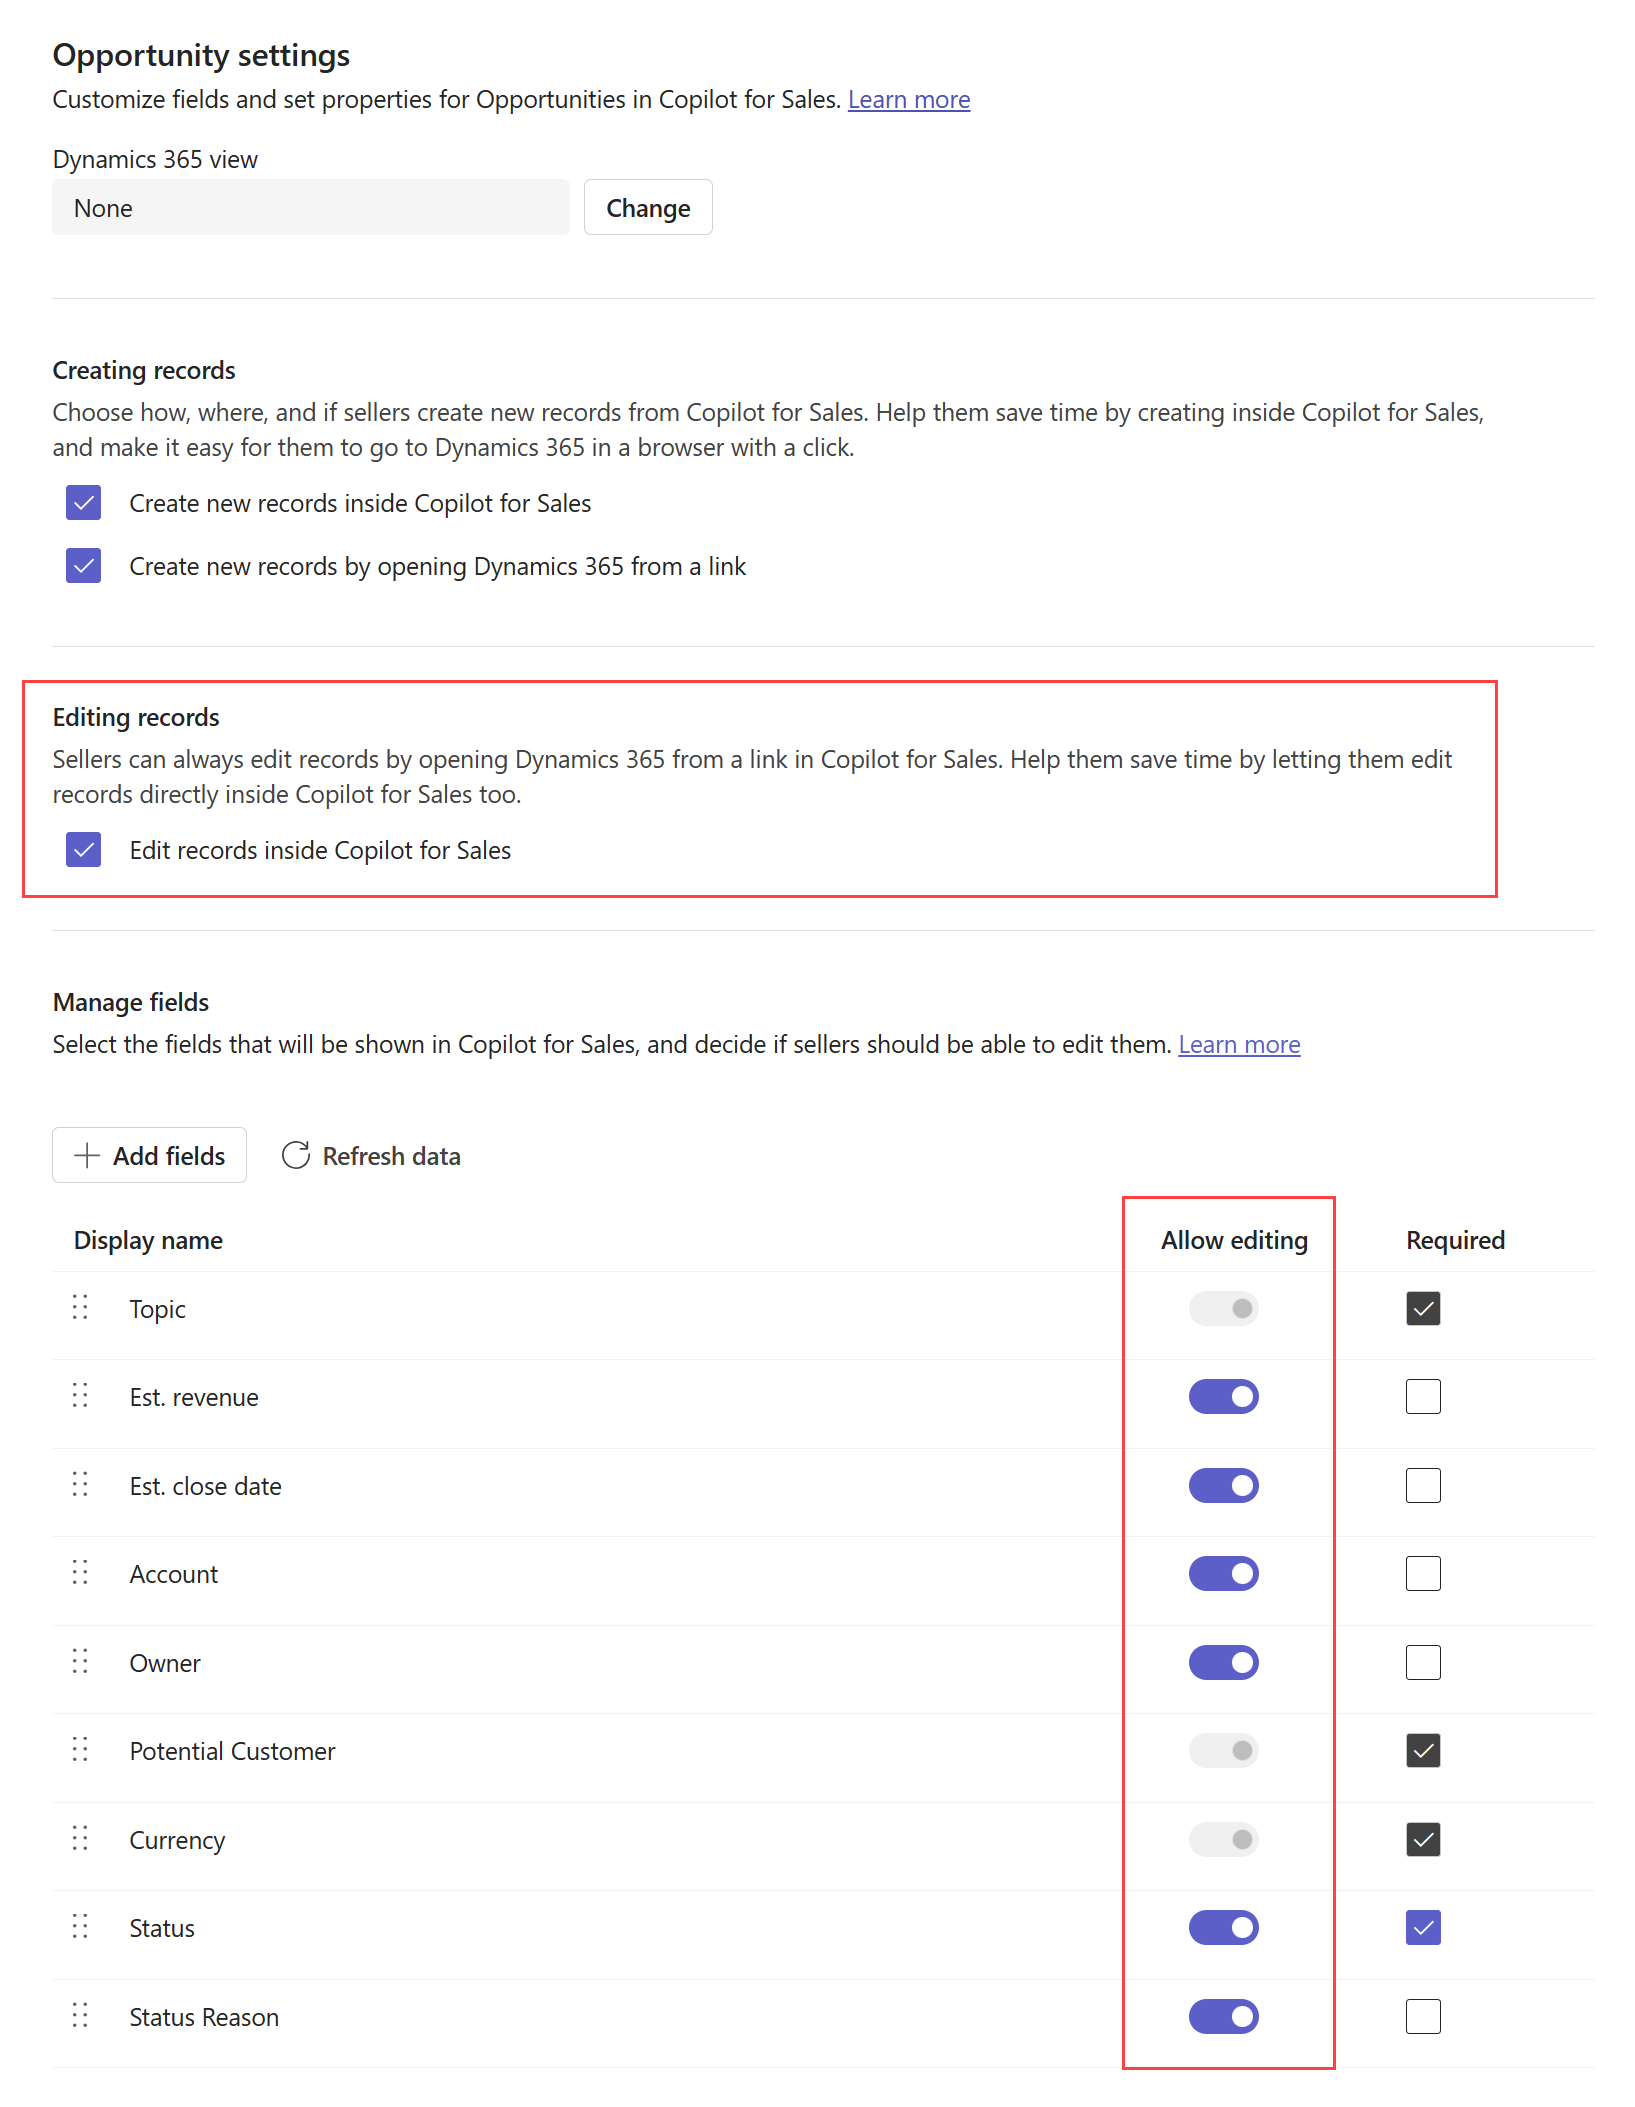 Opportunity settings
Customize fields and set properties for Opportunities in Copilot for Sales. Learn more
Dynamics 365 view
None
Change
Creating records
Choose how, where, and if sellers create new records from Copilot for Sales. Help them save time by creating inside Copilot for Sales,
and make it easy for them to go to Dynamics 365 in a browser with a click.
Create new records inside Copilot for Sales
Create new records by opening Dynamics 365 from a link
Editing records
Sellers can always edit records by opening Dynamics 365 from a link in Copilot for Sales. Help them save time by letting them edit
records directly inside Copilot for Sales too.
Edit records inside Copilot for Sales
Manage fields
Select the fields that will be shown in Copilot for Sales, and decide if sellers should be able to edit them. Learn more
Add fields Refresh data
Display name Allow editing Required
Topic
Est. revenue
Est. close date
Account
Owner
Potential Customer
Currency
Status
Status Reason